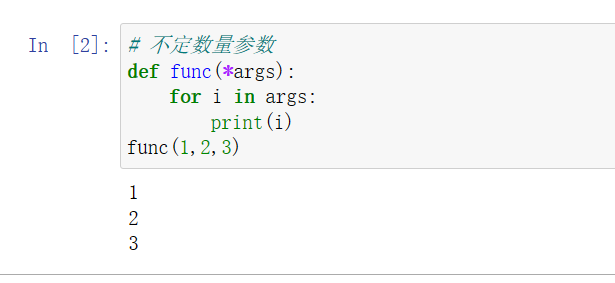 In [2]: # 不定数量参数
def func(*args):
    for i in args:
        print(i)
func(1,2,3)
1
2
3